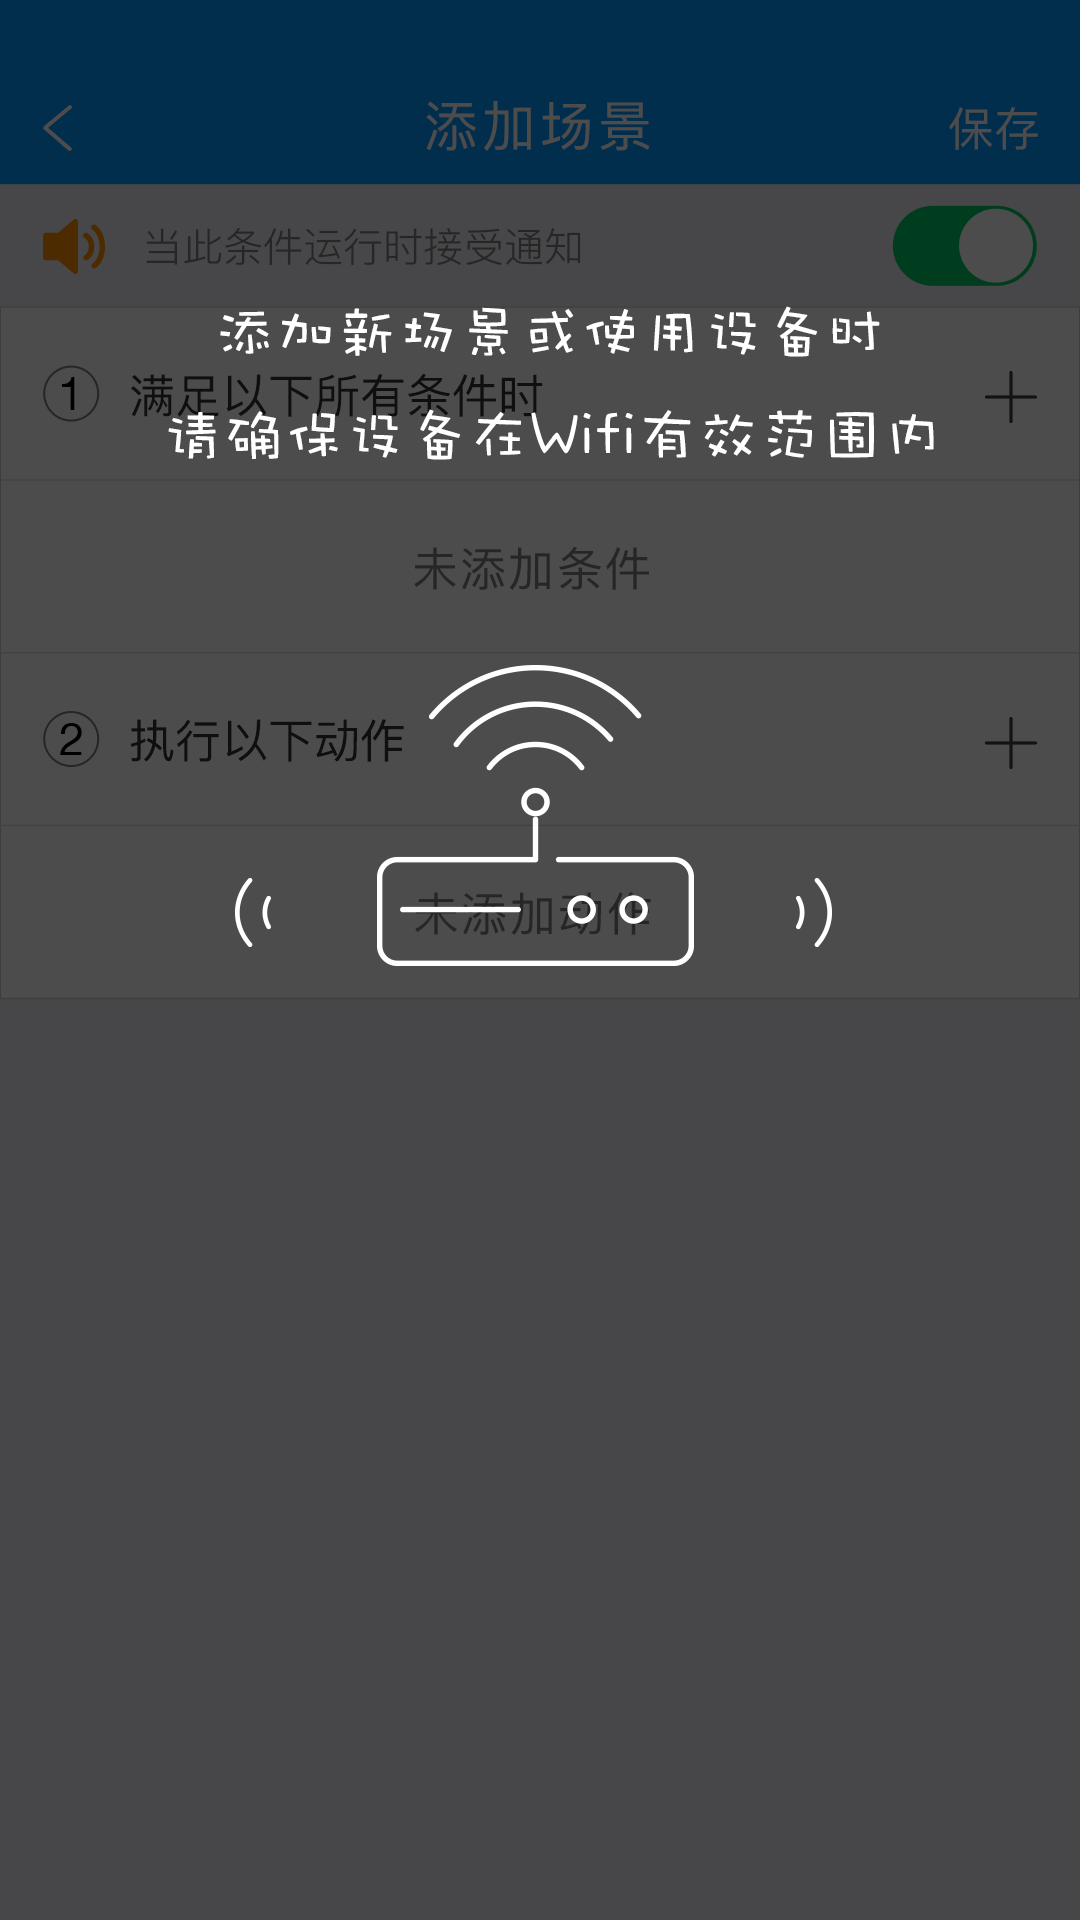 添加场景
保存
当此条件运行时接受通知
添加新场景或使用设备时
1 满足以下所有条件时
请确保设备在Wifi有效范围内
未添加条件
2 执行以下动作
未添加动作